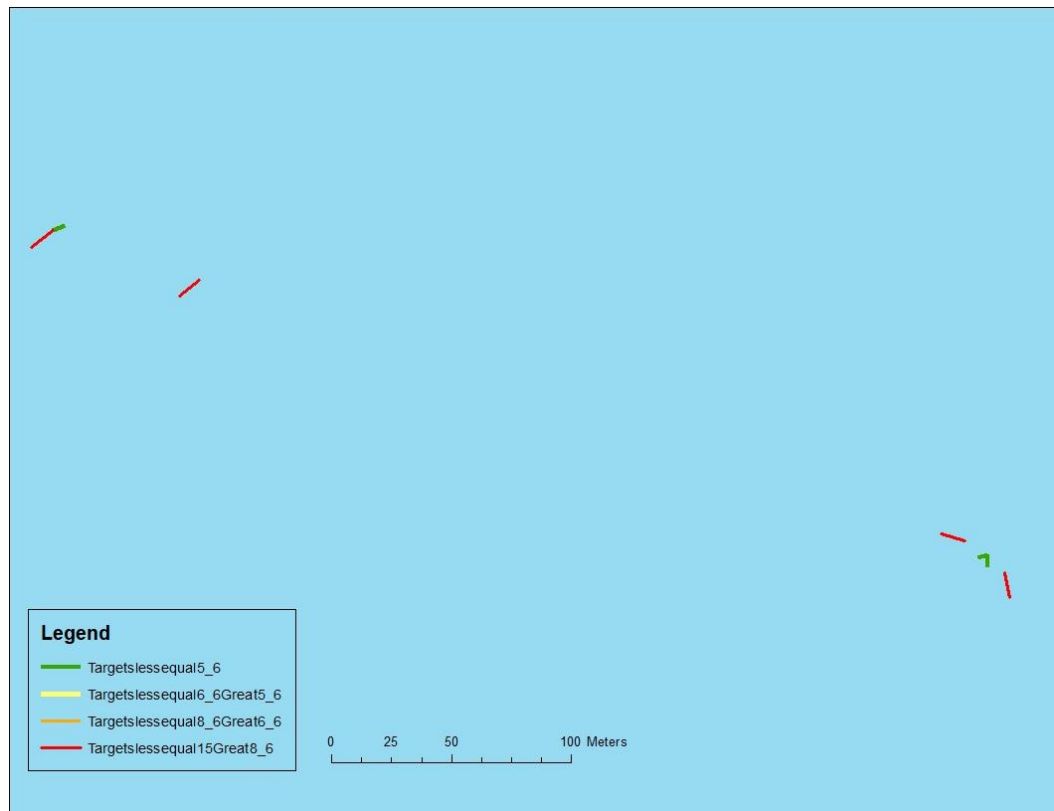 Legend
Targetslessequal5_6
Targetslessequal6_6Great5_6
Targetslessequal8_6Great6_6
Targetslessequal15Great8_6
0 25 50 100 Meters